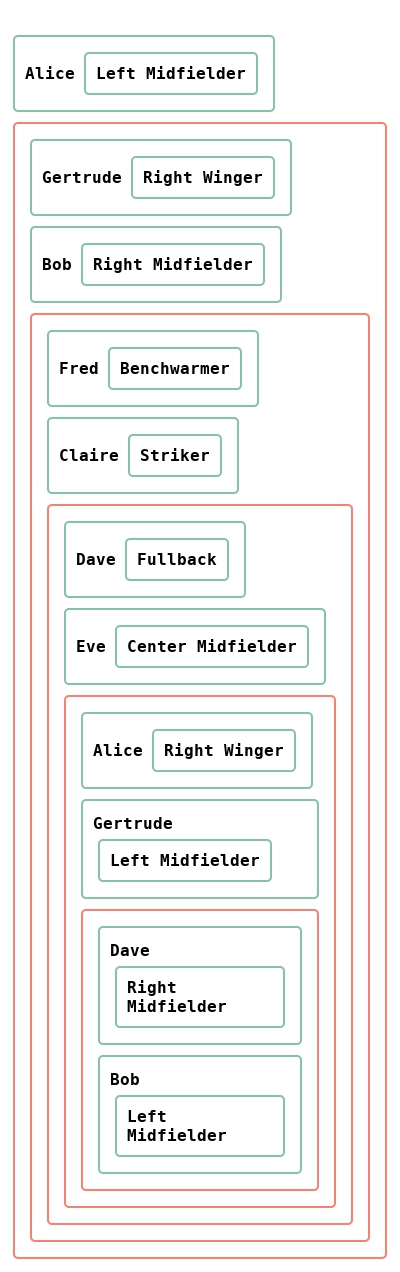 Alice Left Midfielder
Gertrude Right Winger
Bob Right Midfielder
Fred Benchwarmer
Claire Striker
Dave Fullback
Eve Center Midfielder
Alice Right Winger
Gertrude
Left Midfielder
Dave
Right
Midfielder
Bob
Left
Midfielder